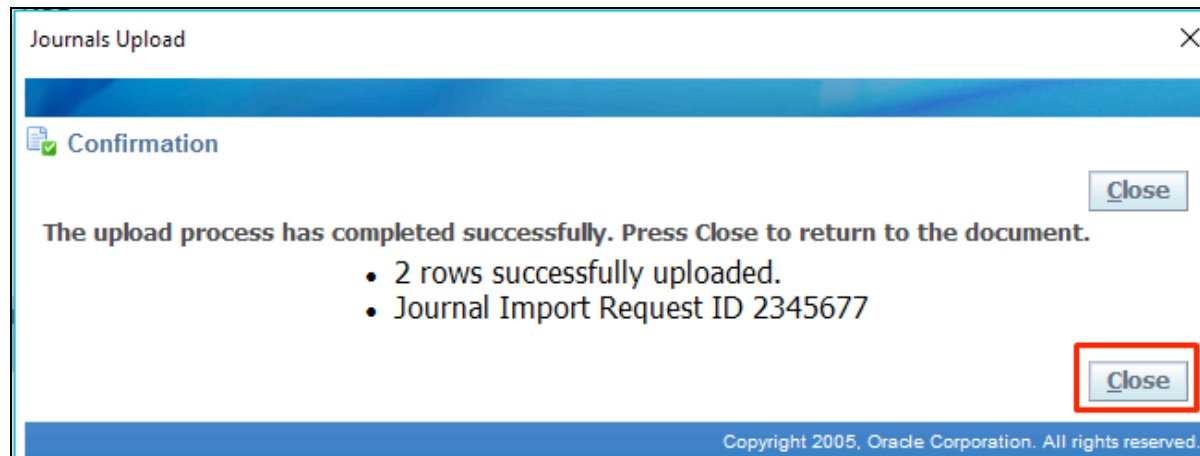 Journals Upload
Confirmation
Close
The upload process has completed successfully. Press Close to return to the document.
• 2 rows successfully uploaded.
• Journal Import Request ID 2345677
Close
Copyright 2005, Oracle Corporation. All rights reserved.